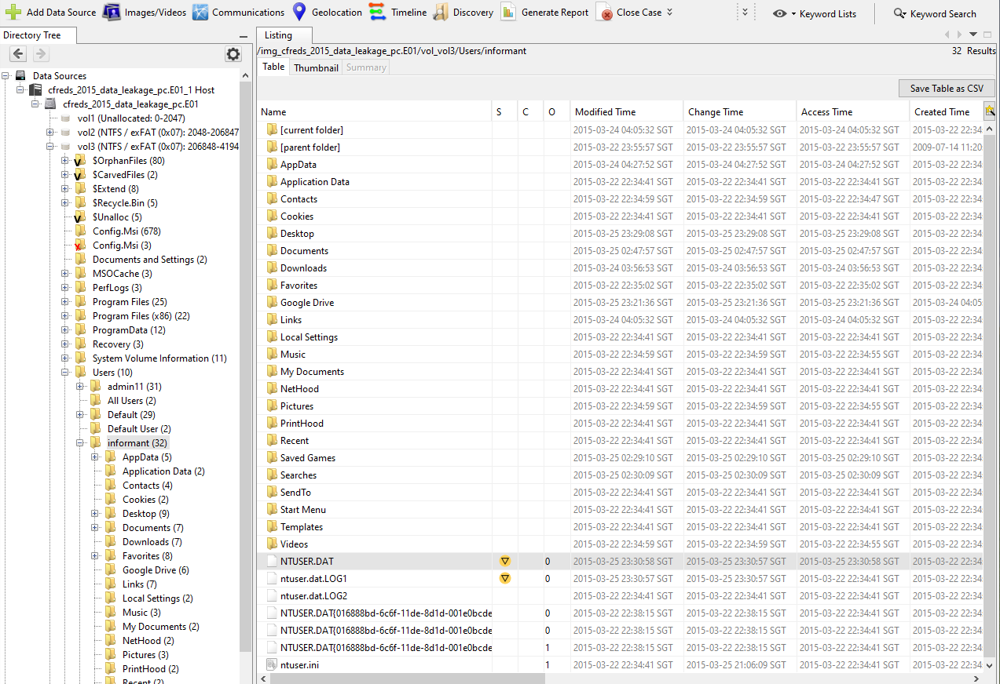 Add Data Source Images/Videos Communications Geolocation Timeline Discovery Generate Report Close Case Keyword Lists Keyword Search
Directory Tree
Data Sources
cfreds_2015_data_leakage_pc.E01_1 Host
cfreds_2015_data_leakage_pc.E01
vol1 (Unallocated: 0-2047)
vol2 (NTFS / exFAT (0x07): 2048-206847
vol3 (NTFS / exFAT (0x07): 206848-4194
$OrphanFiles (80)
$CarvedFiles (2)
$Extend (8)
$Recycle.Bin (5)
$Unalloc (5)
Config.Msi (678)
Config.Msi (3)
Documents and Settings (2)
MSOCache (3)
PerfLogs (3)
Program Files (25)
Program Files (x86) (22)
ProgramData (12)
Recovery (3)
System Volume Information (11)
Users (10)
admin11 (31)
All Users (2)
Default (29)
Default User (2)
informant (32)
AppData (5)
Application Data (2)
Contacts (4)
Cookies (2)
Desktop (9)
Documents (7)
Downloads (7)
Favorites (8)
Google Drive (6)
Links (7)
Local Settings (2)
Music (3)
My Documents (2)
NetHood (2)
Pictures (3)
PrintHood (2)
Recent (2)
Listing
/img_cfreds_2015_data_leakage_pc.E01/vol_vol3/Users/informant 32 Results
Table Thumbnail Summary
Save Table as CSV
Name S C O Modified Time Change Time Access Time Created Time
[current folder] 2015-03-24 04:05:32 SGT 2015-03-24 04:05:32 SGT 2015-03-24 04:05:32 SGT 2015-03-22 22:34
[parent folder] 2015-03-22 23:55:57 SGT 2015-03-22 23:55:57 SGT 2015-03-22 23:55:57 SGT 2009-07-14 11:20
AppData 2015-03-24 04:27:52 SGT 2015-03-24 04:27:52 SGT 2015-03-24 04:27:52 SGT 2015-03-22 22:34
Application Data 2015-03-22 22:34:41 SGT 2015-03-22 22:34:41 SGT 2015-03-22 22:34:41 SGT 2015-03-22 22:34
Contacts 2015-03-22 22:34:59 SGT 2015-03-22 22:34:59 SGT 2015-03-22 22:34:47 SGT 2015-03-22 22:34
Cookies 2015-03-22 22:34:41 SGT 2015-03-22 22:34:41 SGT 2015-03-22 22:34:41 SGT 2015-03-22 22:34
Desktop 2015-03-25 23:29:08 SGT 2015-03-25 23:29:08 SGT 2015-03-25 23:29:08 SGT 2015-03-22 22:34
Documents 2015-03-25 02:47:57 SGT 2015-03-25 02:47:57 SGT 2015-03-25 02:47:57 SGT 2015-03-22 22:34
Downloads 2015-03-24 03:56:53 SGT 2015-03-24 03:56:53 SGT 2015-03-24 03:56:53 SGT 2015-03-22 22:34
Favorites 2015-03-22 22:35:02 SGT 2015-03-22 22:35:02 SGT 2015-03-22 22:35:02 SGT 2015-03-22 22:34
Google Drive 2015-03-25 23:21:36 SGT 2015-03-25 23:21:36 SGT 2015-03-25 23:21:36 SGT 2015-03-24 04:05
Links 2015-03-24 04:05:32 SGT 2015-03-24 04:05:32 SGT 2015-03-24 04:05:32 SGT 2015-03-22 22:34
Local Settings 2015-03-22 22:34:41 SGT 2015-03-22 22:34:41 SGT 2015-03-22 22:34:41 SGT 2015-03-22 22:34
Music 2015-03-22 22:34:59 SGT 2015-03-22 22:34:59 SGT 2015-03-22 22:34:55 SGT 2015-03-22 22:34
My Documents 2015-03-22 22:34:41 SGT 2015-03-22 22:34:41 SGT 2015-03-22 22:34:41 SGT 2015-03-22 22:34
NetHood 2015-03-22 22:34:41 SGT 2015-03-22 22:34:41 SGT 2015-03-22 22:34:41 SGT 2015-03-22 22:34
Pictures 2015-03-22 22:34:59 SGT 2015-03-22 22:34:59 SGT 2015-03-22 22:34:55 SGT 2015-03-22 22:34
PrintHood 2015-03-22 22:34:41 SGT 2015-03-22 22:34:41 SGT 2015-03-22 22:34:41 SGT 2015-03-22 22:34
Recent 2015-03-22 22:34:41 SGT 2015-03-22 22:34:41 SGT 2015-03-22 22:34:41 SGT 2015-03-22 22:34
Saved Games 2015-03-25 02:29:10 SGT 2015-03-25 02:29:10 SGT 2015-03-25 02:29:10 SGT 2015-03-22 22:34
Searches 2015-03-25 02:30:09 SGT 2015-03-25 02:30:09 SGT 2015-03-25 02:30:09 SGT 2015-03-22 22:34
SendTo 2015-03-22 22:34:41 SGT 2015-03-22 22:34:41 SGT 2015-03-22 22:34:41 SGT 2015-03-22 22:34
Start Menu 2015-03-22 22:34:41 SGT 2015-03-22 22:34:41 SGT 2015-03-22 22:34:41 SGT 2015-03-22 22:34
Templates 2015-03-22 22:34:41 SGT 2015-03-22 22:34:41 SGT 2015-03-22 22:34:41 SGT 2015-03-22 22:34
Videos 2015-03-22 22:34:59 SGT 2015-03-22 22:34:59 SGT 2015-03-22 22:34:55 SGT 2015-03-22 22:34
NTUSER.DAT 0 2015-03-25 23:30:58 SGT 2015-03-25 23:30:57 SGT 2015-03-25 23:30:58 SGT 2015-03-22 22:34
ntuser.dat.LOG1 0 2015-03-25 23:30:57 SGT 2015-03-25 23:30:57 SGT 2015-03-22 22:34:41 SGT 2015-03-22 22:34
ntuser.dat.LOG2 2015-03-22 22:34:41 SGT 2015-03-22 22:34:41 SGT 2015-03-22 22:34:41 SGT 2015-03-22 22:34
NTUSER.DAT{016888bd-6c6f-11de-8d1d-001e0bcde 0 2015-03-22 22:38:15 SGT 2015-03-22 22:38:15 SGT 2015-03-22 22:38:15 SGT 2015-03-22 22:34
NTUSER.DAT{016888bd-6c6f-11de-8d1d-001e0bcde 0 2015-03-22 22:38:15 SGT 2015-03-22 22:38:15 SGT 2015-03-22 22:38:15 SGT 2015-03-22 22:34
NTUSER.DAT{016888bd-6c6f-11de-8d1d-001e0bcde 1 2015-03-22 22:38:15 SGT 2015-03-22 22:38:15 SGT 2015-03-22 22:38:15 SGT 2015-03-22 22:34
ntuser.ini 1 2015-03-22 22:34:41 SGT 2015-03-25 21:06:09 SGT 2015-03-22 22:34:41 SGT 2015-03-22 22:34